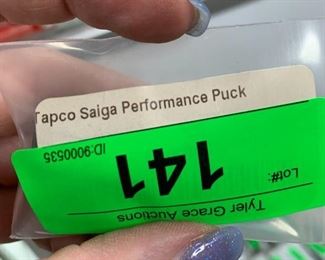 Tapco Saiga Performance Puck
Tyler Grace Auctions
Lot#:
141
ID:9000535